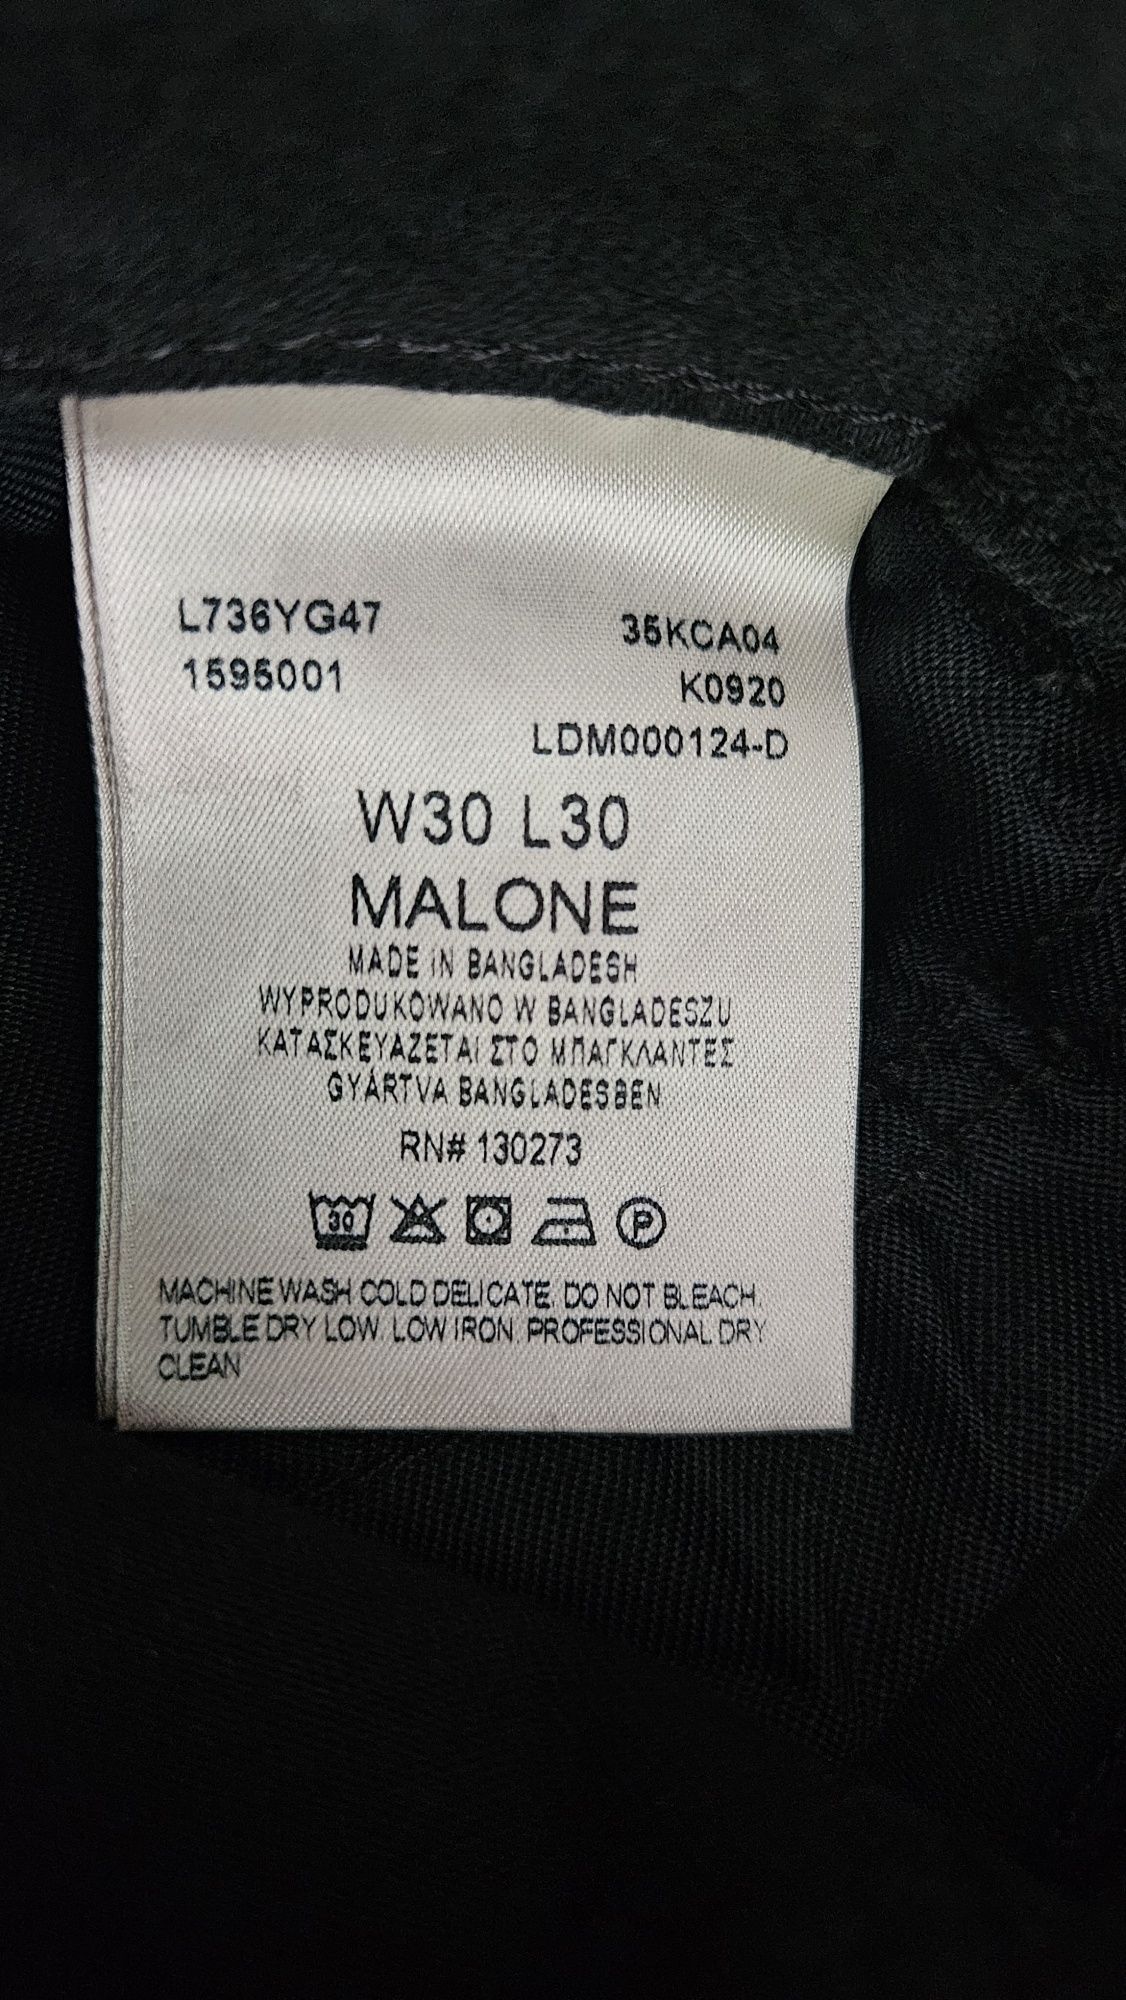 L736YG47
35KCA04
1595001
K0920
LDM000124-D
W30 L30
MALONE
MADE IN BANGLADESH
WYPRODUKOWANO W BANGLADESZU
ΚΑΤΑΣΚΕΥΑΖΕΤΑΙ ΣΤΟ ΜΠΑΓΚΛΑΝΤΕΣ
GYÁRTVA BANGLADESBEN
RN# 130273
30 P
MACHINE WASH COLD DELICATE. DO NOT BLEACH.
TUMBLE DRY LOW. LOW IRON. PROFESSIONAL DRY
CLEAN